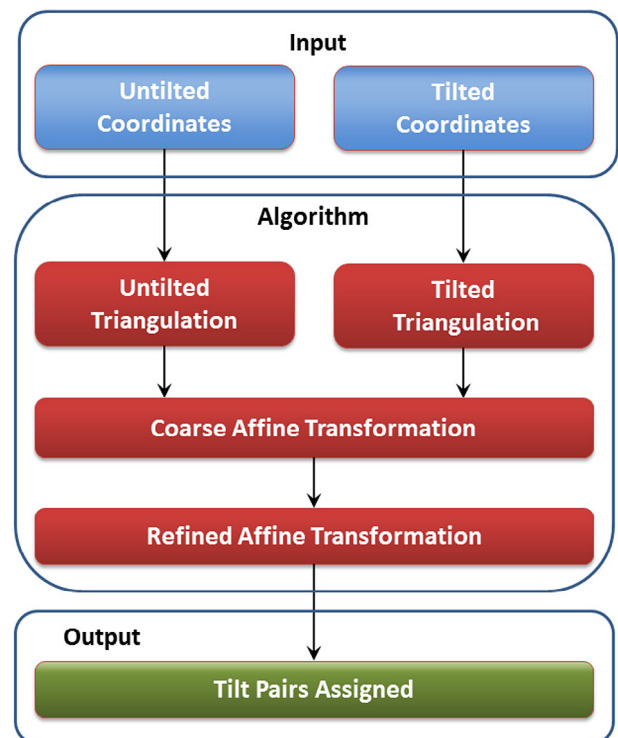 Input
Untilted
Coordinates
Tilted
Coordinates
Algorithm
Untilted
Triangulation
Tilted
Triangulation
Coarse Affine Transformation
Refined Affine Transformation
Output
Tilt Pairs Assigned